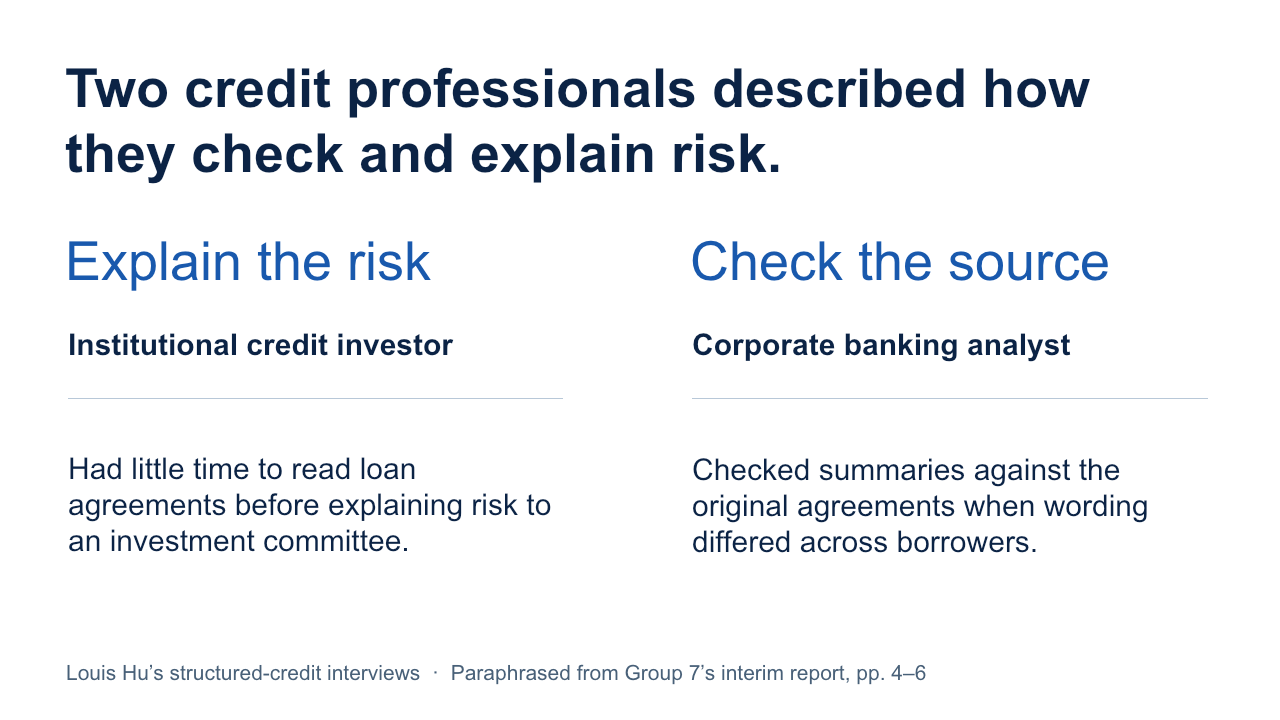 Two credit professionals described how
they check and explain risk.
Explain the risk
Institutional credit investor
Had little time to read loan
agreements before explaining risk to
an investment committee.
Check the source
Corporate banking analyst
Checked summaries against the
original agreements when wording
differed across borrowers.
Louis Hu’s structured-credit interviews · Paraphrased from Group 7’s interim report, pp. 4–6